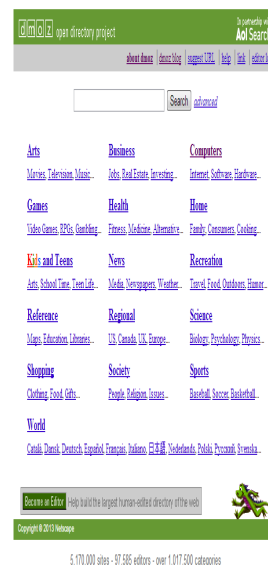 dmoz open directory project
In partnership with
Aol Search
about dmoz | dmoz blog | suggest URL | help | link | editor l
Search advanced
Arts Business Computers
Movies, Television, Music... Jobs, Real Estate, Investing... Internet, Software, Hardware...
Games Health Home
Video Games, RPGs, Gambling... Fitness, Medicine, Alternative... Family, Consumers, Cooking...
Kids and Teens News Recreation
Arts, School Time, Teen Life... Media, Newspapers, Weather... Travel, Food, Outdoors, Humor...
Reference Regional Science
Maps, Education, Libraries... US, Canada, UK, Europe... Biology, Psychology, Physics...
Shopping Society Sports
Clothing, Food, Gifts... People, Religion, Issues... Baseball, Soccer, Basketball...
World
Català, Dansk, Deutsch, Español, Français, Italiano, 日本語, Nederlands, Polski, Русский, Svenska...
Become an Editor Help build the largest human-edited directory of the web
Copyright © 2013 Netscape
5,170,000 sites - 97,585 editors - over 1,017,500 categories